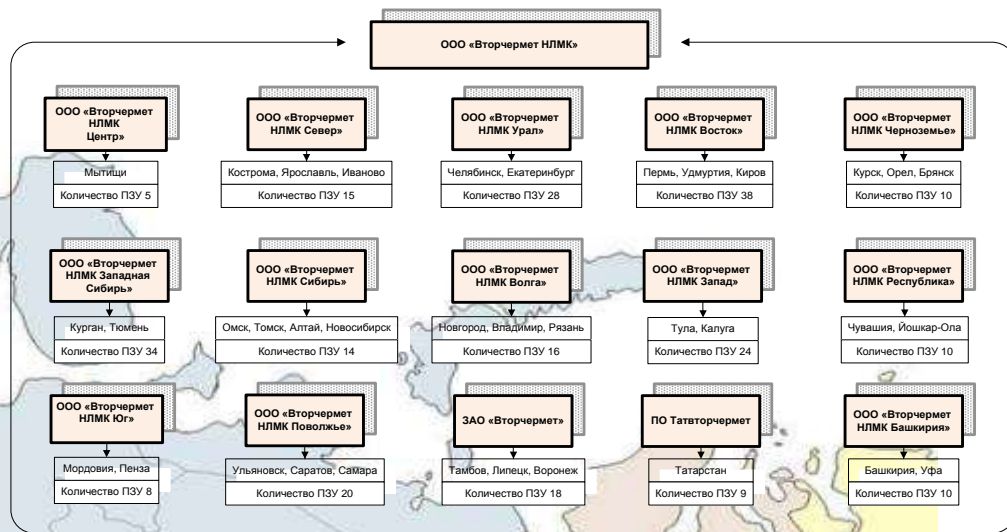 ООО «Вторчермет НЛМК»
ООО «Вторчермет
НЛМК
Центр»
Мытищи
Количество ПЗУ 5
ООО «Вторчермет
НЛМК Север»
Кострома, Ярославль, Иваново
Количество ПЗУ 15
ООО «Вторчермет
НЛМК Урал»
Челябинск, Екатеринбург
Количество ПЗУ 28
ООО «Вторчермет
НЛМК Восток»
Пермь, Удмуртия, Киров
Количество ПЗУ 38
ООО «Вторчермет
НЛМК Черноземье»
Курск, Орел, Брянск
Количество ПЗУ 10
ООО «Вторчермет
НЛМК Западная
Сибирь»
Курган, Тюмень
Количество ПЗУ 34
ООО «Вторчермет
НЛМК Сибирь»
Омск, Томск, Алтай, Новосибирск
Количество ПЗУ 14
ООО «Вторчермет
НЛМК Волга»
Новгород, Владимир, Рязань
Количество ПЗУ 16
ООО «Вторчермет
НЛМК Запад»
Тула, Калуга
Количество ПЗУ 24
ООО «Вторчермет
НЛМК Республика»
Чувашия, Йошкар-Ола
Количество ПЗУ 10
ООО «Вторчермет
НЛМК Юг»
Мордовия, Пенза
Количество ПЗУ 8
ООО «Вторчермет
НЛМК Поволжье»
Ульяновск, Саратов, Самара
Количество ПЗУ 20
ЗАО «Вторчермет»
Тамбов, Липецк, Воронеж
Количество ПЗУ 18
ПО Татвторчермет
Татарстан
Количество ПЗУ 9
ООО «Вторчермет
НЛМК Башкирия»
Башкирия, Уфа
Количество ПЗУ 10